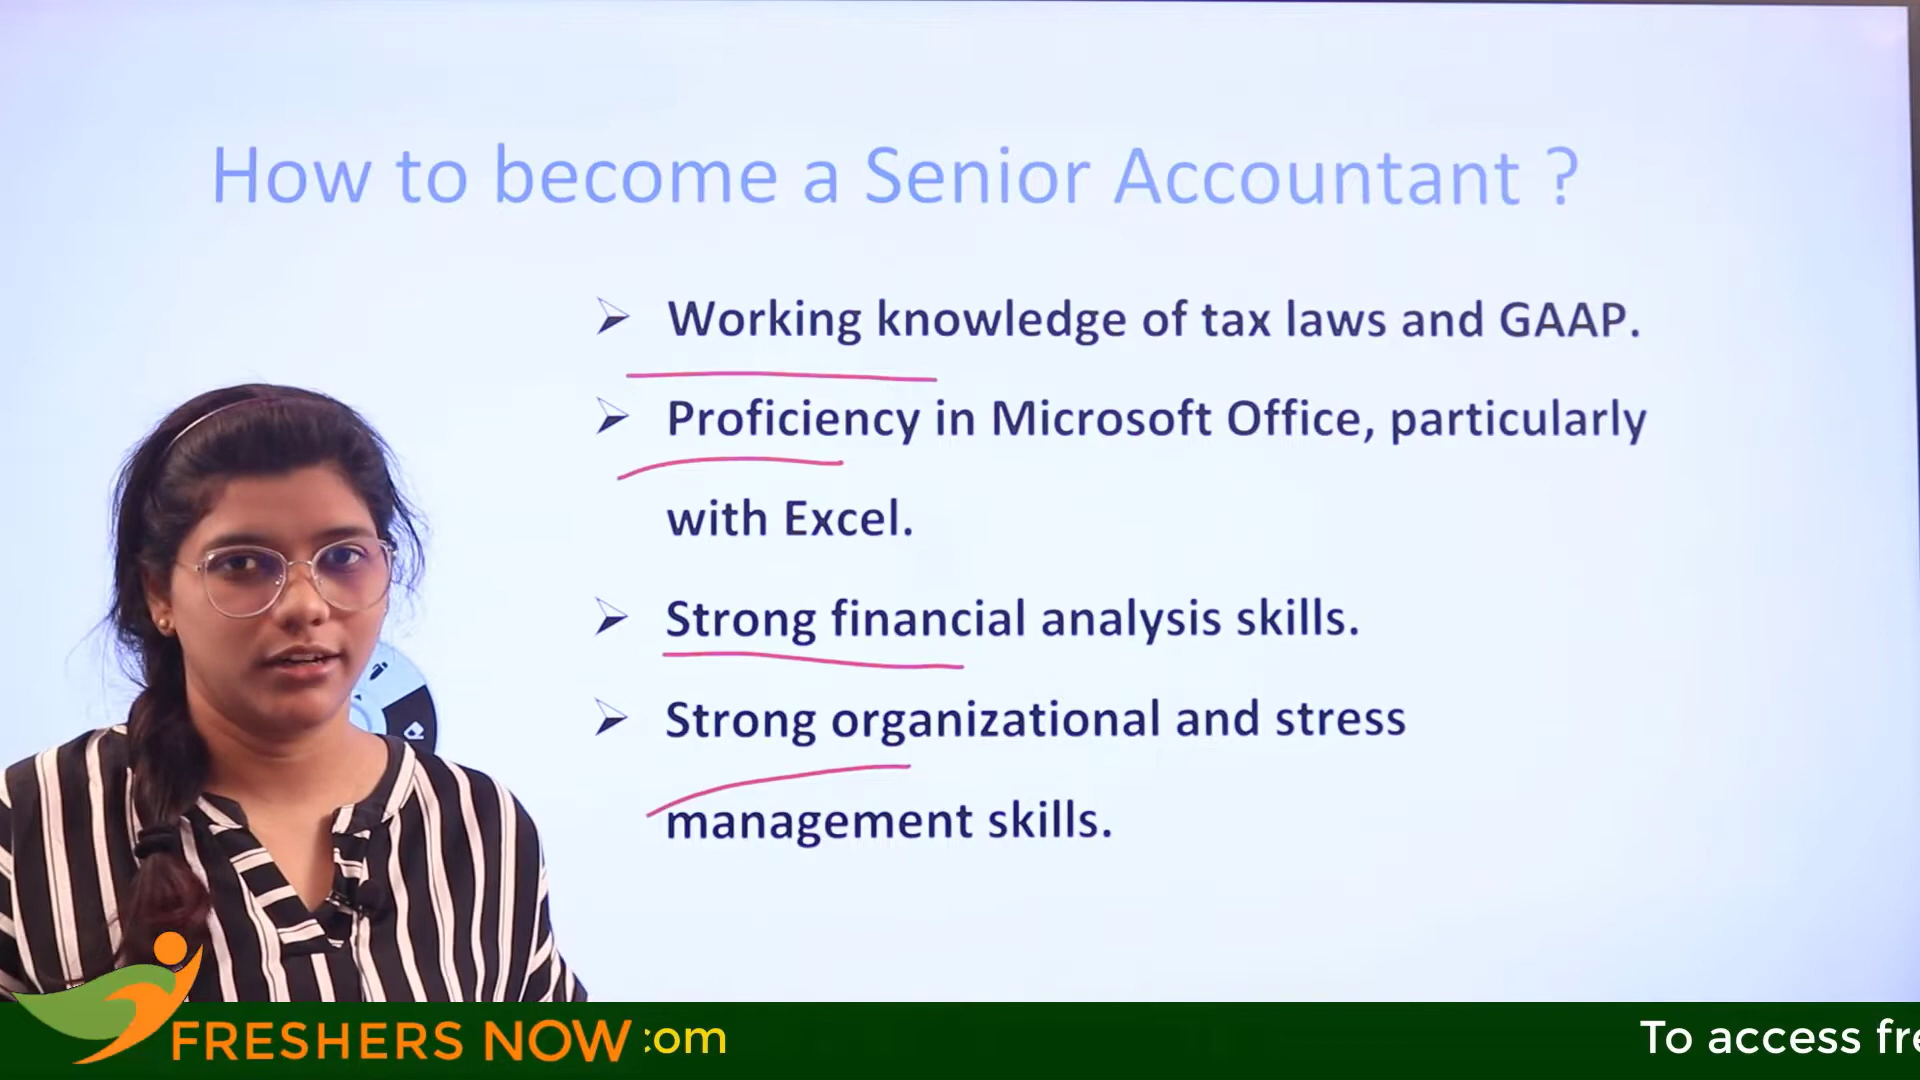 How to become a Senior Accountant ?
➢ Working knowledge of tax laws and GAAP.
➢ Proficiency in Microsoft Office, particularly
with Excel.
➢ Strong financial analysis skills.
➢ Strong organizational and stress
management skills.
FRESHERS NOW com
To access fre